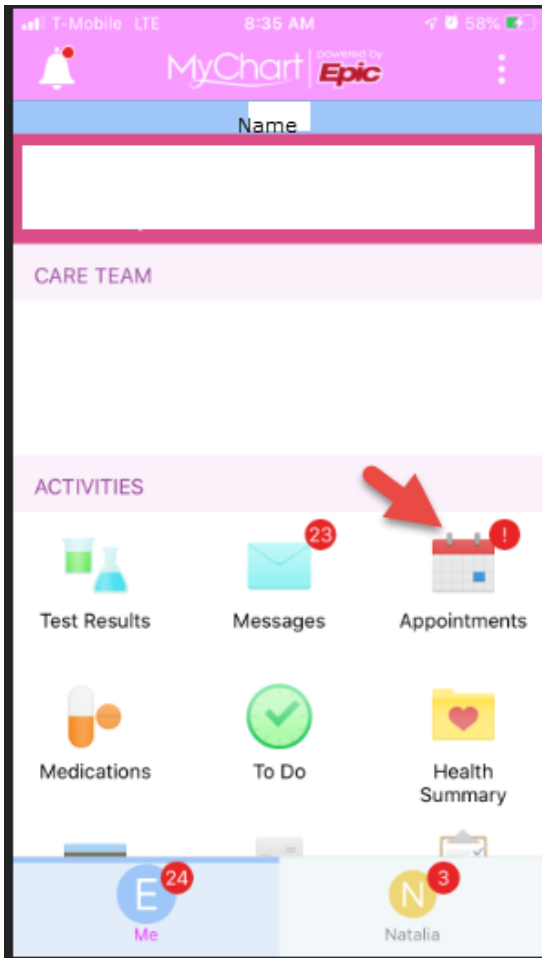 T-Mobile LTE 8:35 AM 58%
MyChart powered by Epic
Name
CARE TEAM
ACTIVITIES
23 !
Test Results Messages Appointments
Medications To Do Health
Summary
E 24 N 3
Me Natalia